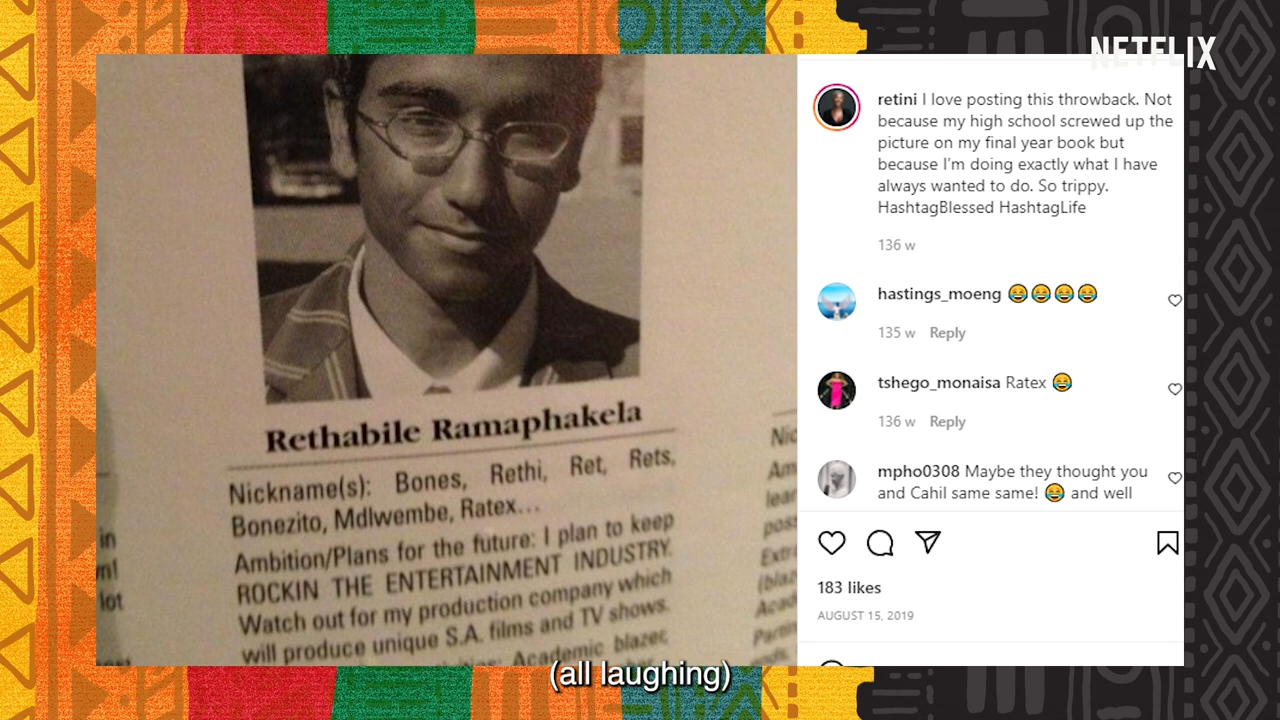 NETFLIX
Rethabile Ramaphakela
Nickname(s): Bones, Rethi, Ret, Rets,
Bonezito, Mdlwembe, Ratex...
Ambition/Plans for the future: I plan to keep
ROCKIN THE ENTERTAINMENT INDUSTRY.
Watch out for my production company which
will produce unique S.A. films and TV shows.
Academic blazer,
in
lot
retini I love posting this throwback. Not
because my high school screwed up the
picture on my final year book but
because I'm doing exactly what I have
always wanted to do. So trippy.
HashtagBlessed HashtagLife
136 w
hastings_moeng 😂😂😂😂
135 w Reply
tshego_monaisa Ratex 😂
136 w Reply
mpho0308 Maybe they thought you
and Cahil same same! 😂 and well
183 likes
AUGUST 15, 2019
(all laughing)